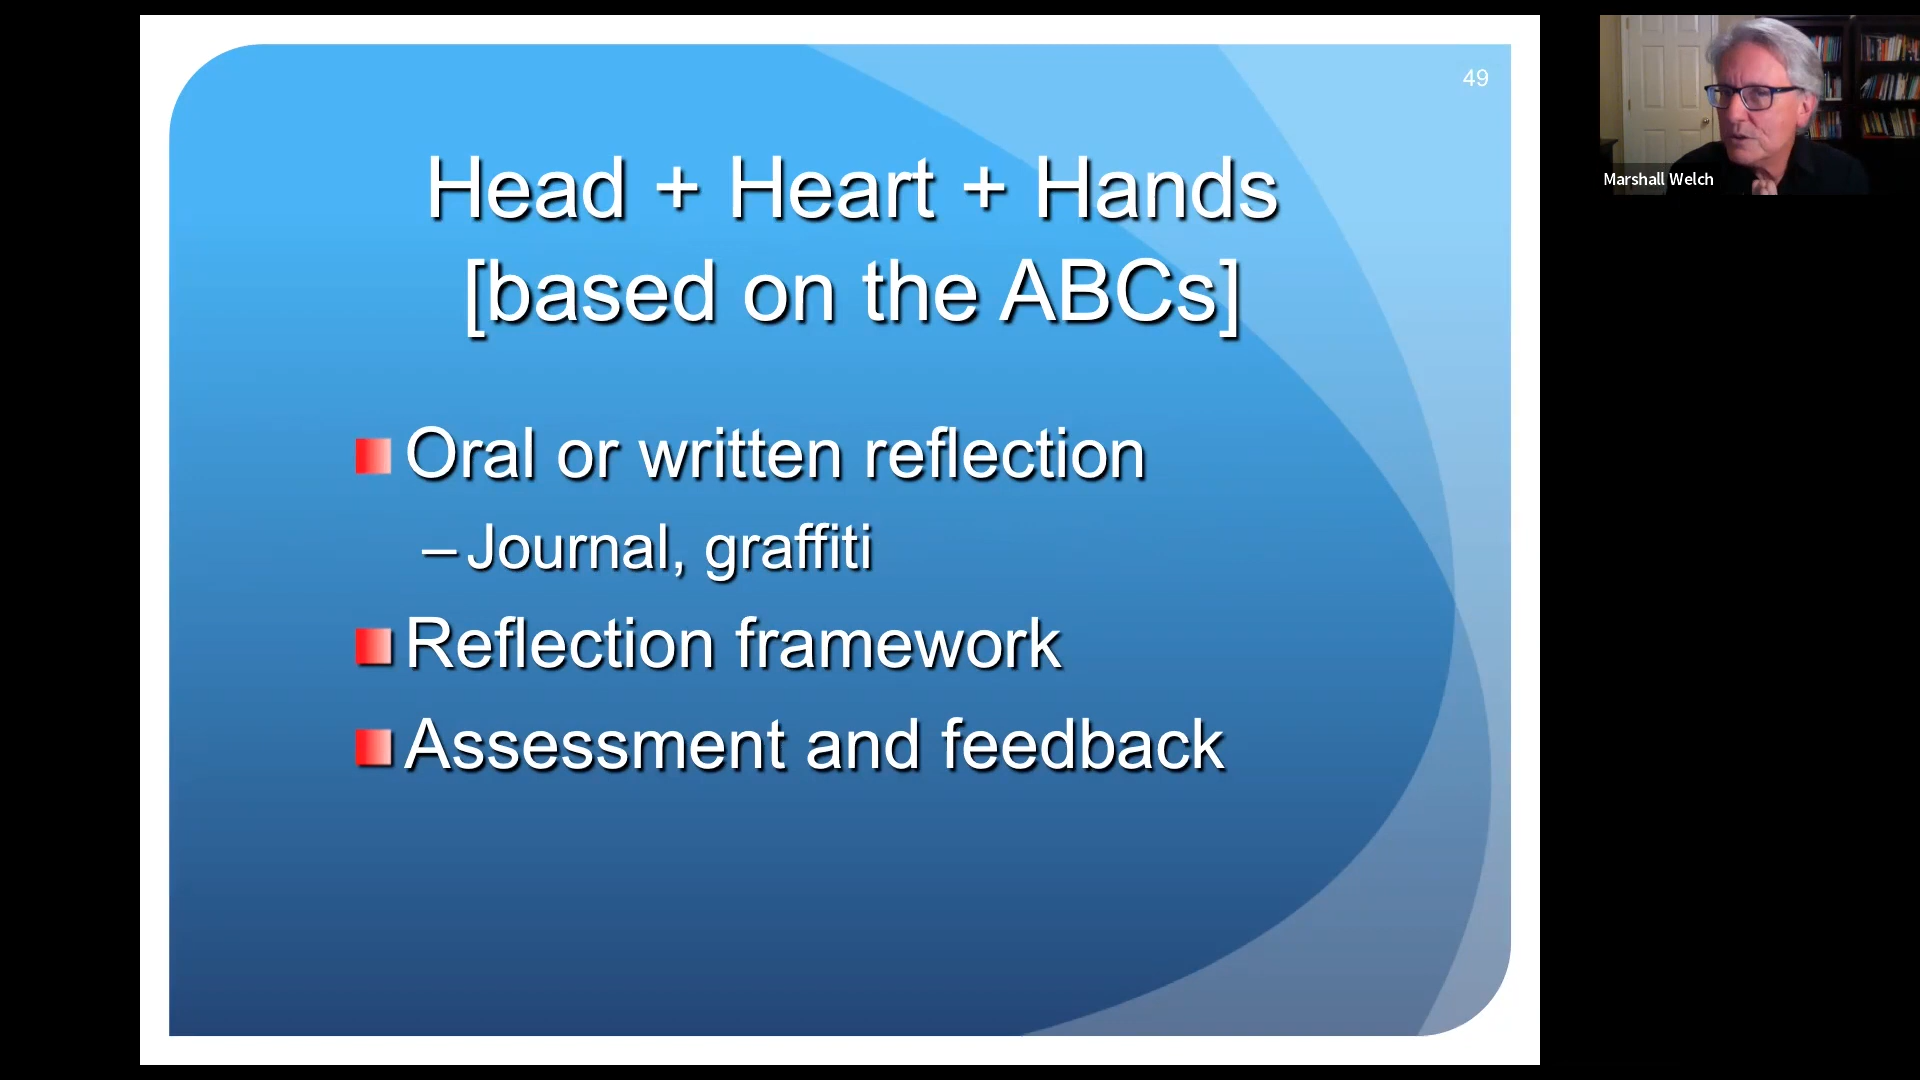 49
Head + Heart + Hands
[based on the ABCs]
Oral or written reflection
–Journal, graffiti
Reflection framework
Assessment and feedback
Marshall Welch